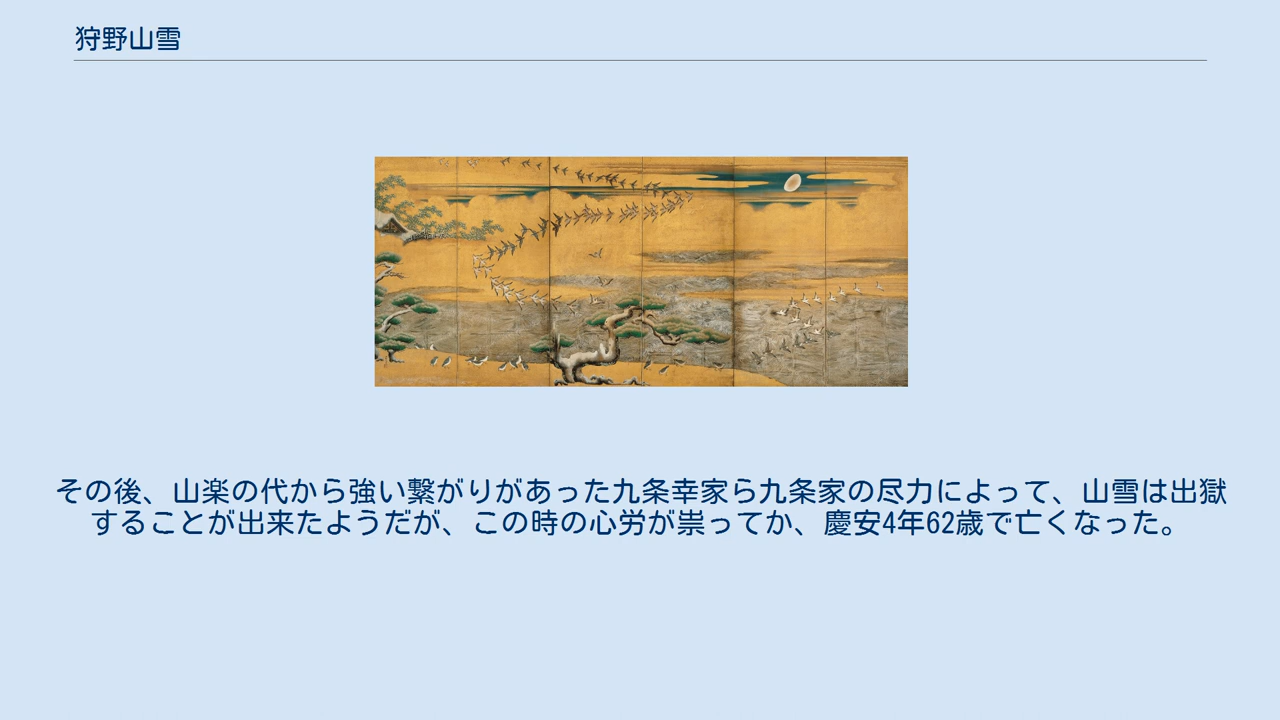 狩野山雪
その後、山楽の代から強い繋がりがあった九条幸家ら九条家の尽力によって、山雪は出獄
することが出来たようだが、この時の心労が祟ってか、慶安4年62歳で亡くなった。